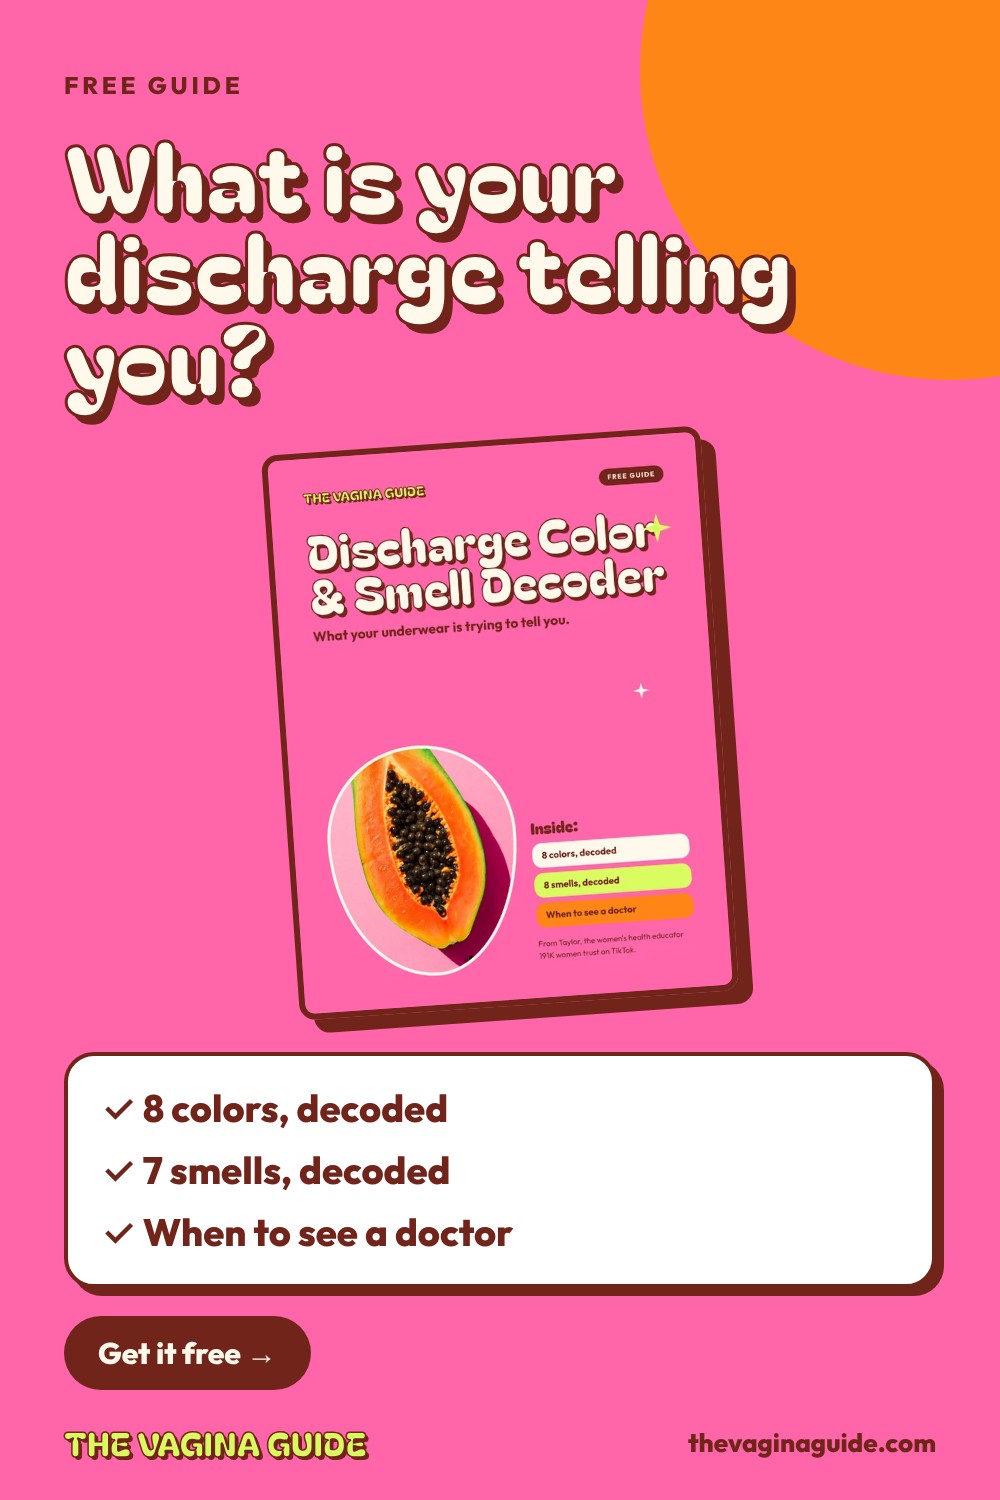 FREE GUIDE
What is your
discharge telling
you?
THE VAGINA GUIDE
FREE GUIDE
Discharge Color
& Smell Decoder
What your underwear is trying to tell you.
Inside:
8 colors, decoded
8 smells, decoded
When to see a doctor
From Taylor, the women's health educator
191K women trust on TikTok.
✓ 8 colors, decoded
✓ 7 smells, decoded
✓ When to see a doctor
Get it free →
THE VAGINA GUIDE
thevaginaguide.com